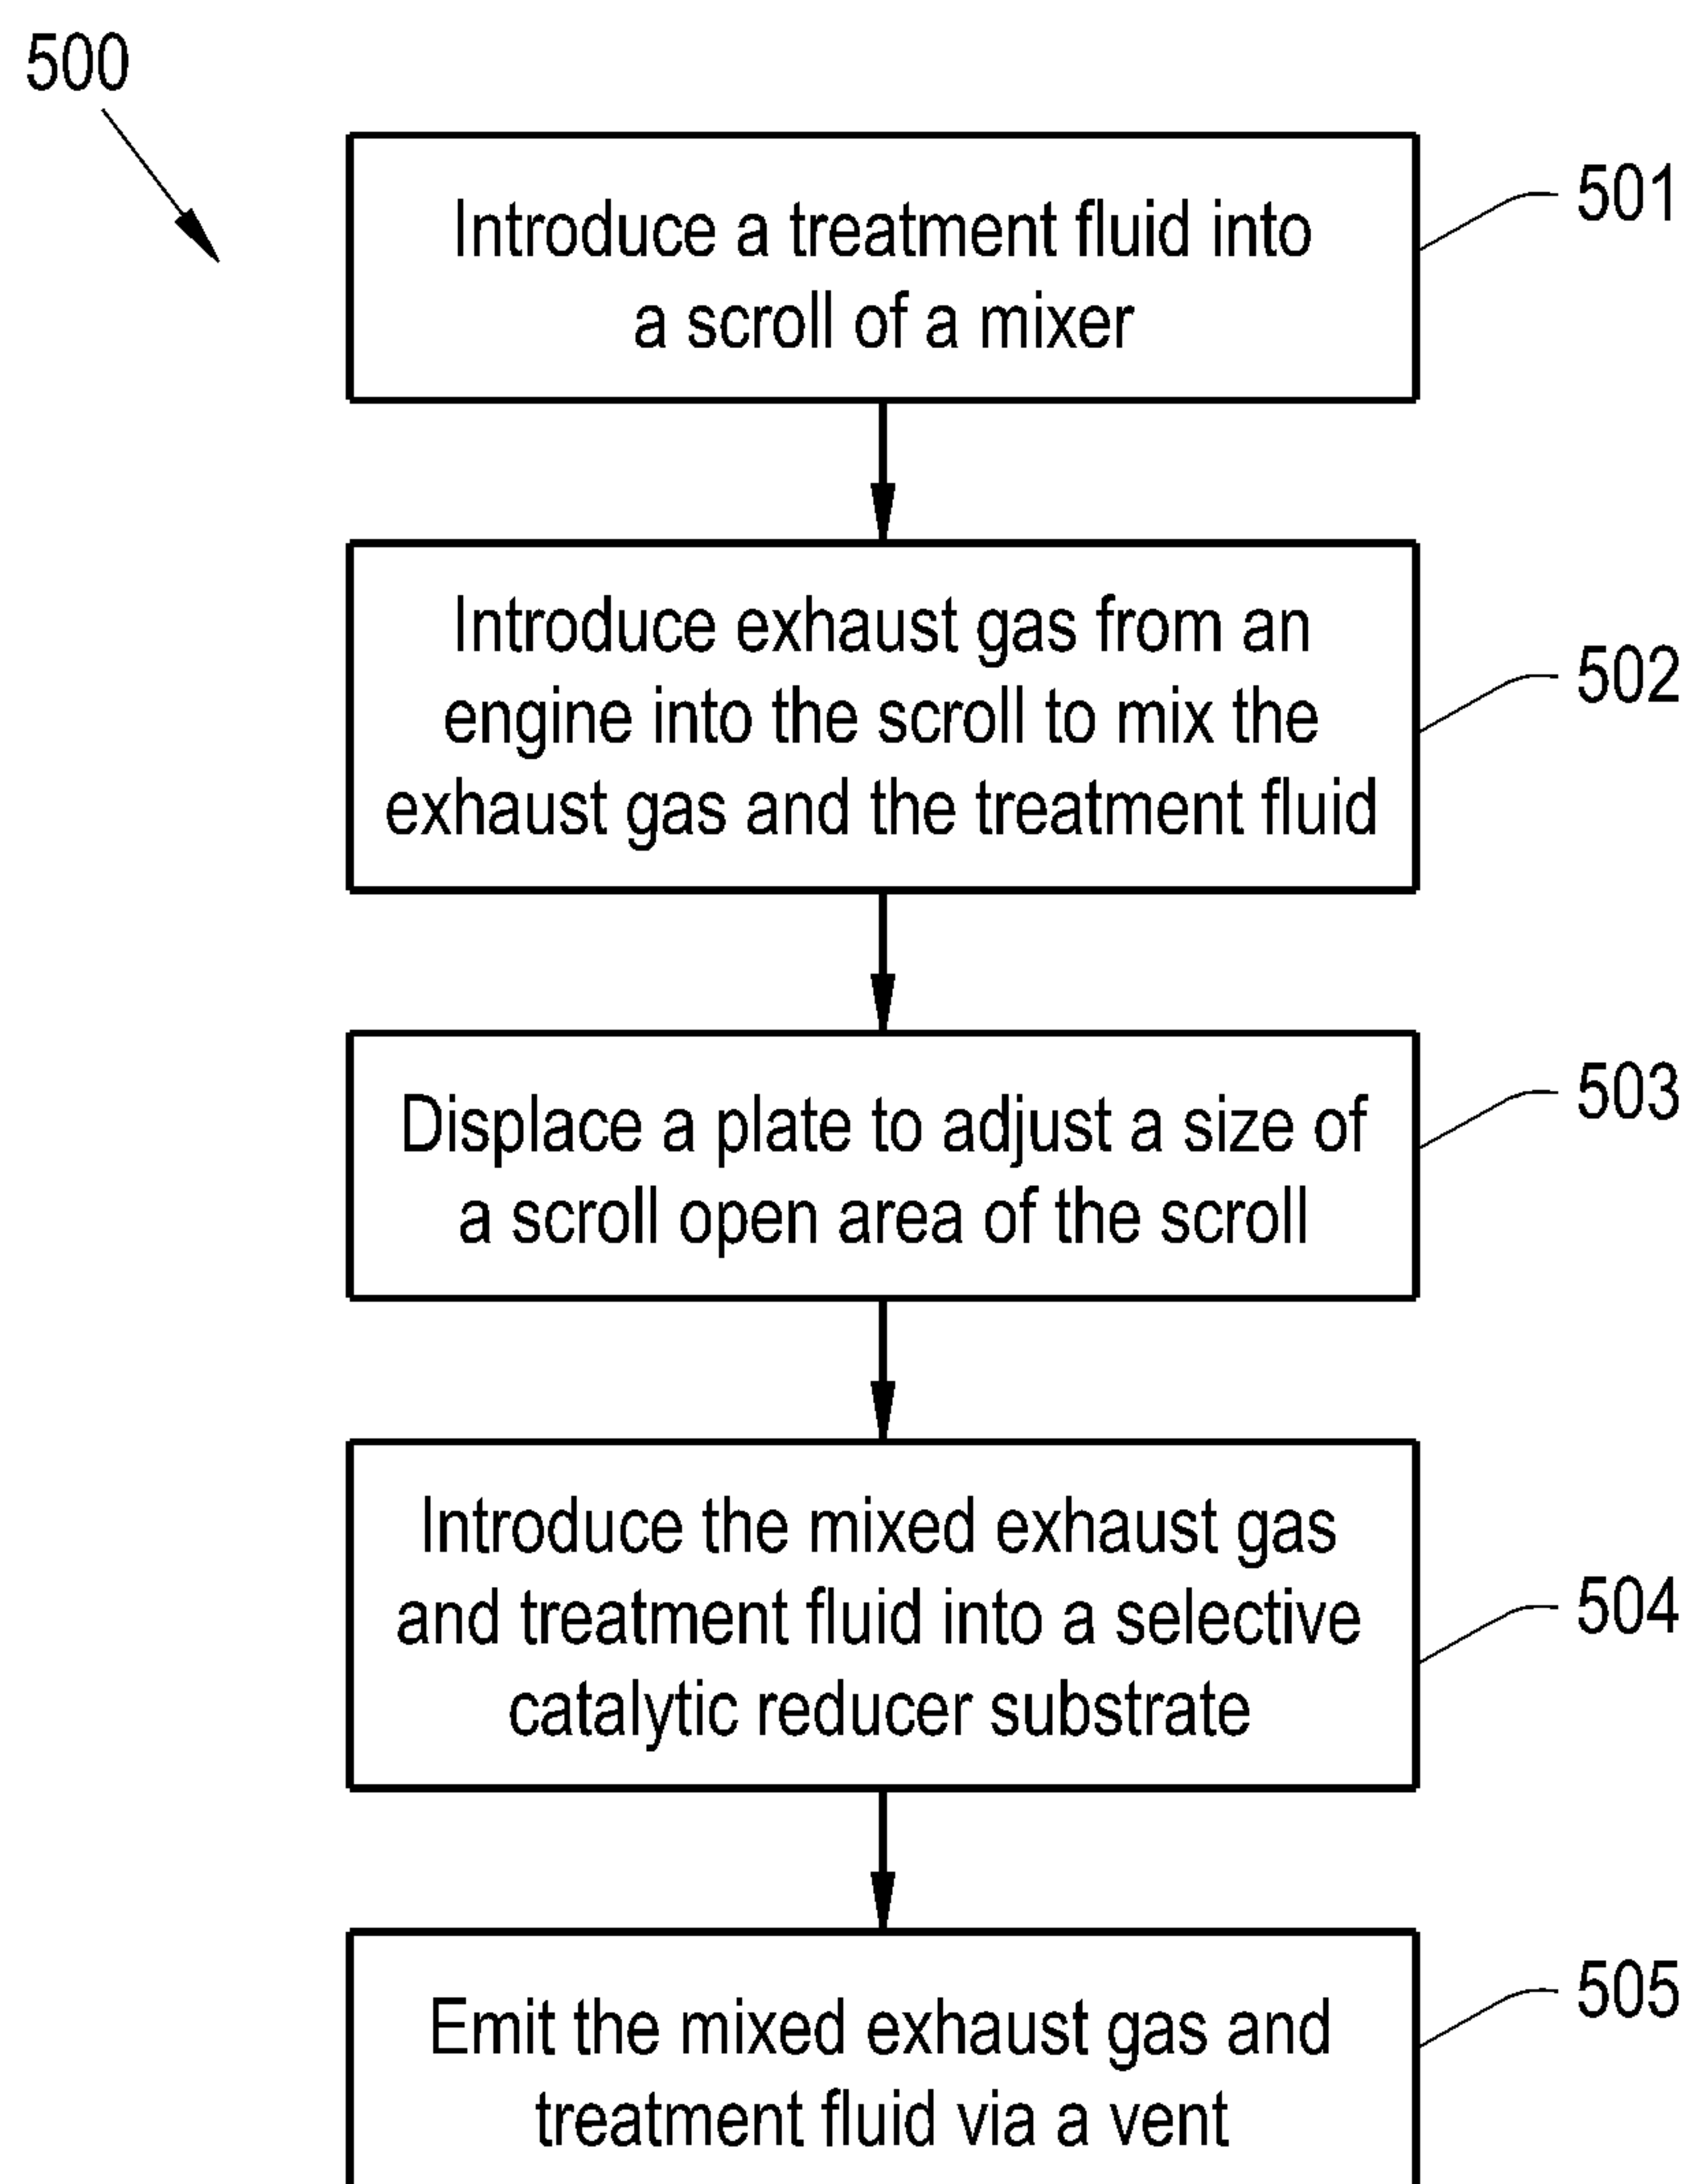 500
Introduce a treatment fluid into
a scroll of a mixer
501
Introduce exhaust gas from an
engine into the scroll to mix the
exhaust gas and the treatment fluid
502
Displace a plate to adjust a size of
a scroll open area of the scroll
503
Introduce the mixed exhaust gas
and treatment fluid into a selective
catalytic reducer substrate
504
Emit the mixed exhaust gas and
treatment fluid via a vent
505